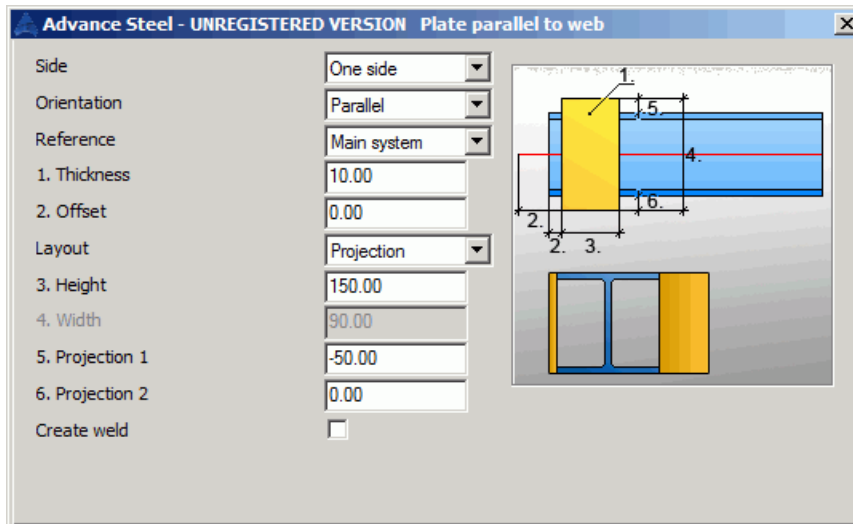 Advance Steel - UNREGISTERED VERSION Plate parallel to web
Side One side
Orientation Parallel
Reference Main system
1. Thickness 10.00
2. Offset 0.00
Layout Projection
3. Height 150.00
4. Width 90.00
5. Projection 1 -50.00
6. Projection 2 0.00
Create weld
1.
5.
4.
6.
2.
2. 3.